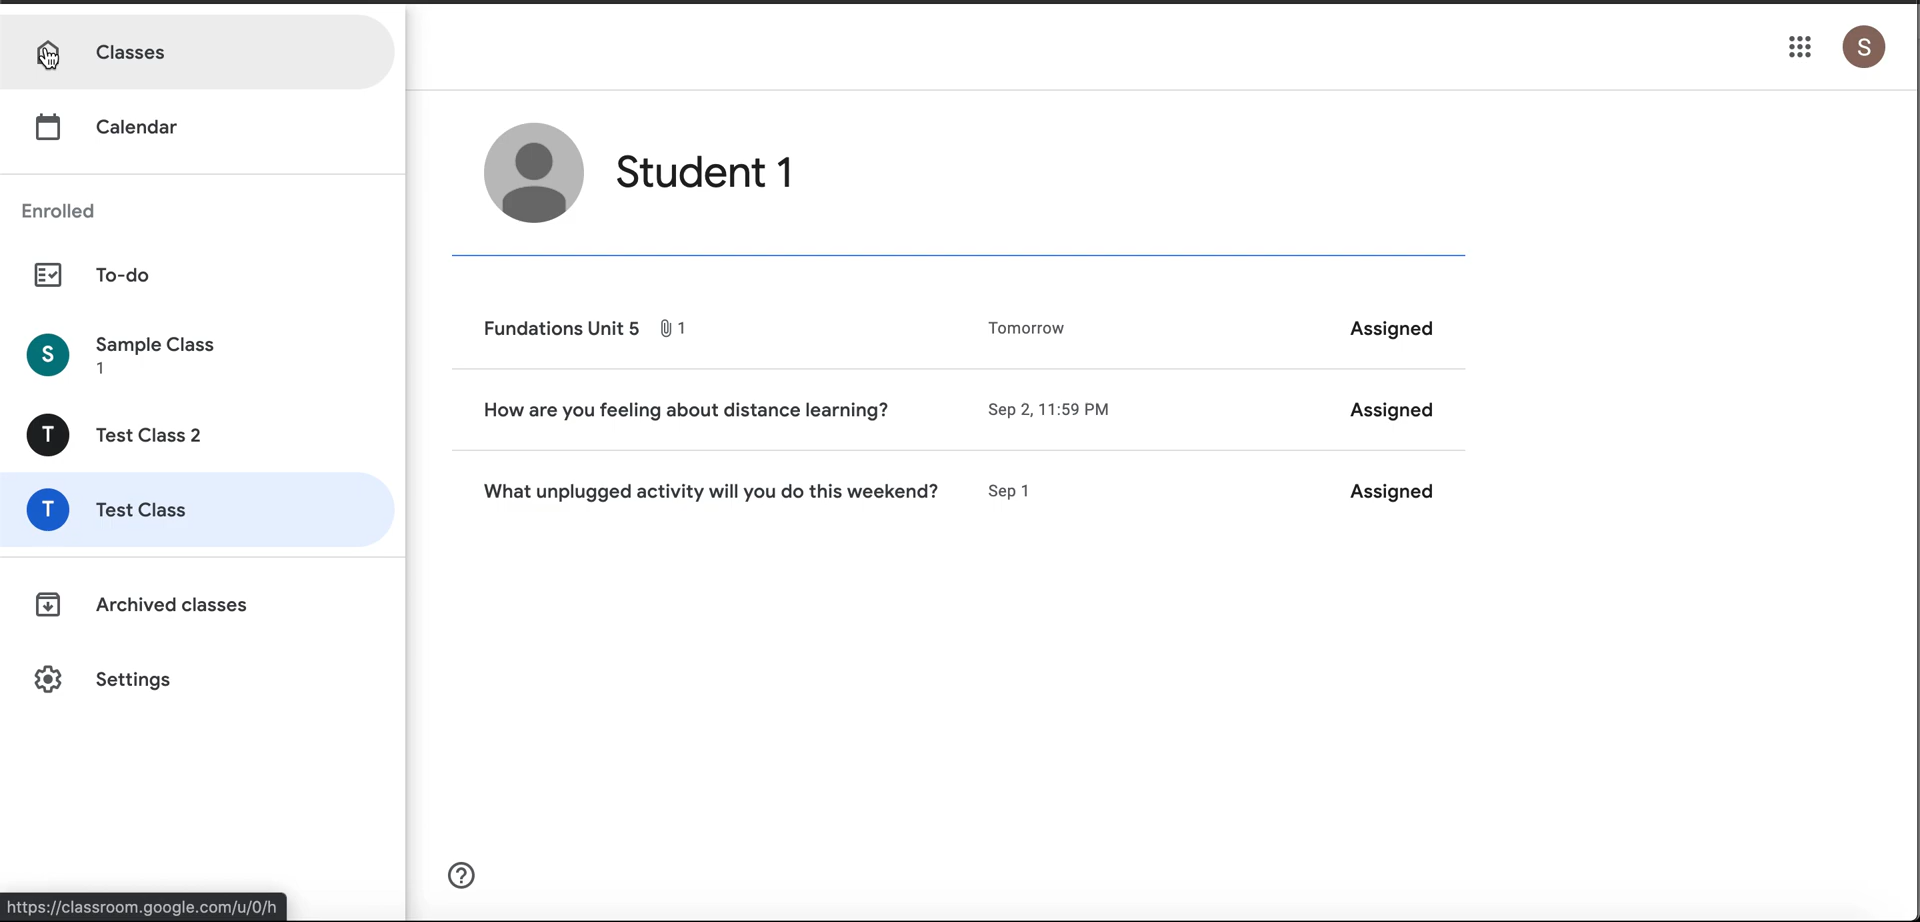 Classes
Calendar
Enrolled
To-do
S
Sample Class
1
T
Test Class 2
T
Test Class
Archived classes
Settings
https://classroom.google.com/u/0/h
S
Student 1
Fundations Unit 5 1 Tomorrow Assigned
How are you feeling about distance learning? Sep 2, 11:59 PM Assigned
What unplugged activity will you do this weekend? Sep 1 Assigned
?